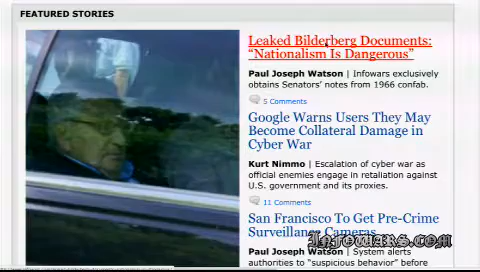 FEATURED STORIES
Leaked Bilderberg Documents:
“Nationalism Is Dangerous”
Paul Joseph Watson | Infowars exclusively
obtains Senators’ notes from 1966 confab.
5 Comments
Google Warns Users They May
Become Collateral Damage in
Cyber War
Kurt Nimmo | Escalation of cyber war as
official enemies engage in retaliation against
U.S. government and its proxies.
11 Comments
San Francisco To Get Pre-Crime
Surveillance Cameras
INFOWARS.COM
Paul Joseph Watson | System alerts
authorities to “suspicious behavior” before